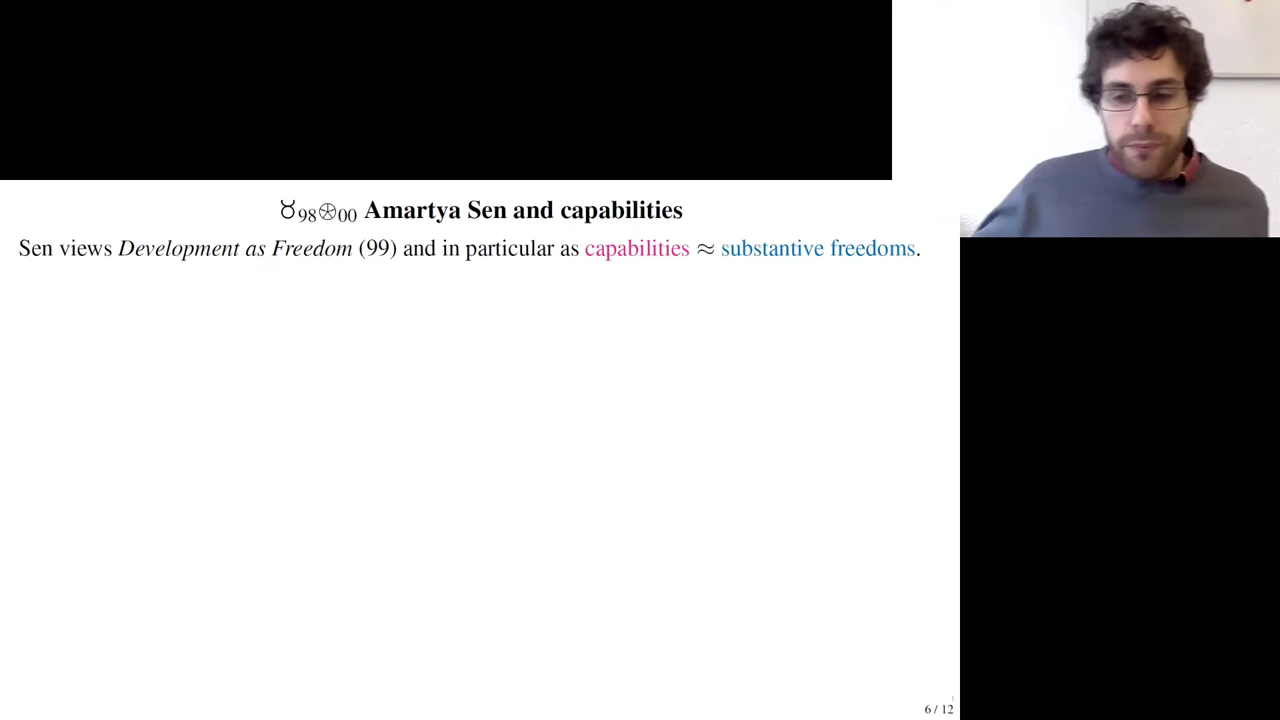 ♉98⊛00 Amartya Sen and capabilities
Sen views Development as Freedom (99) and in particular as capabilities ≈ substantive freedoms.
6 / 12